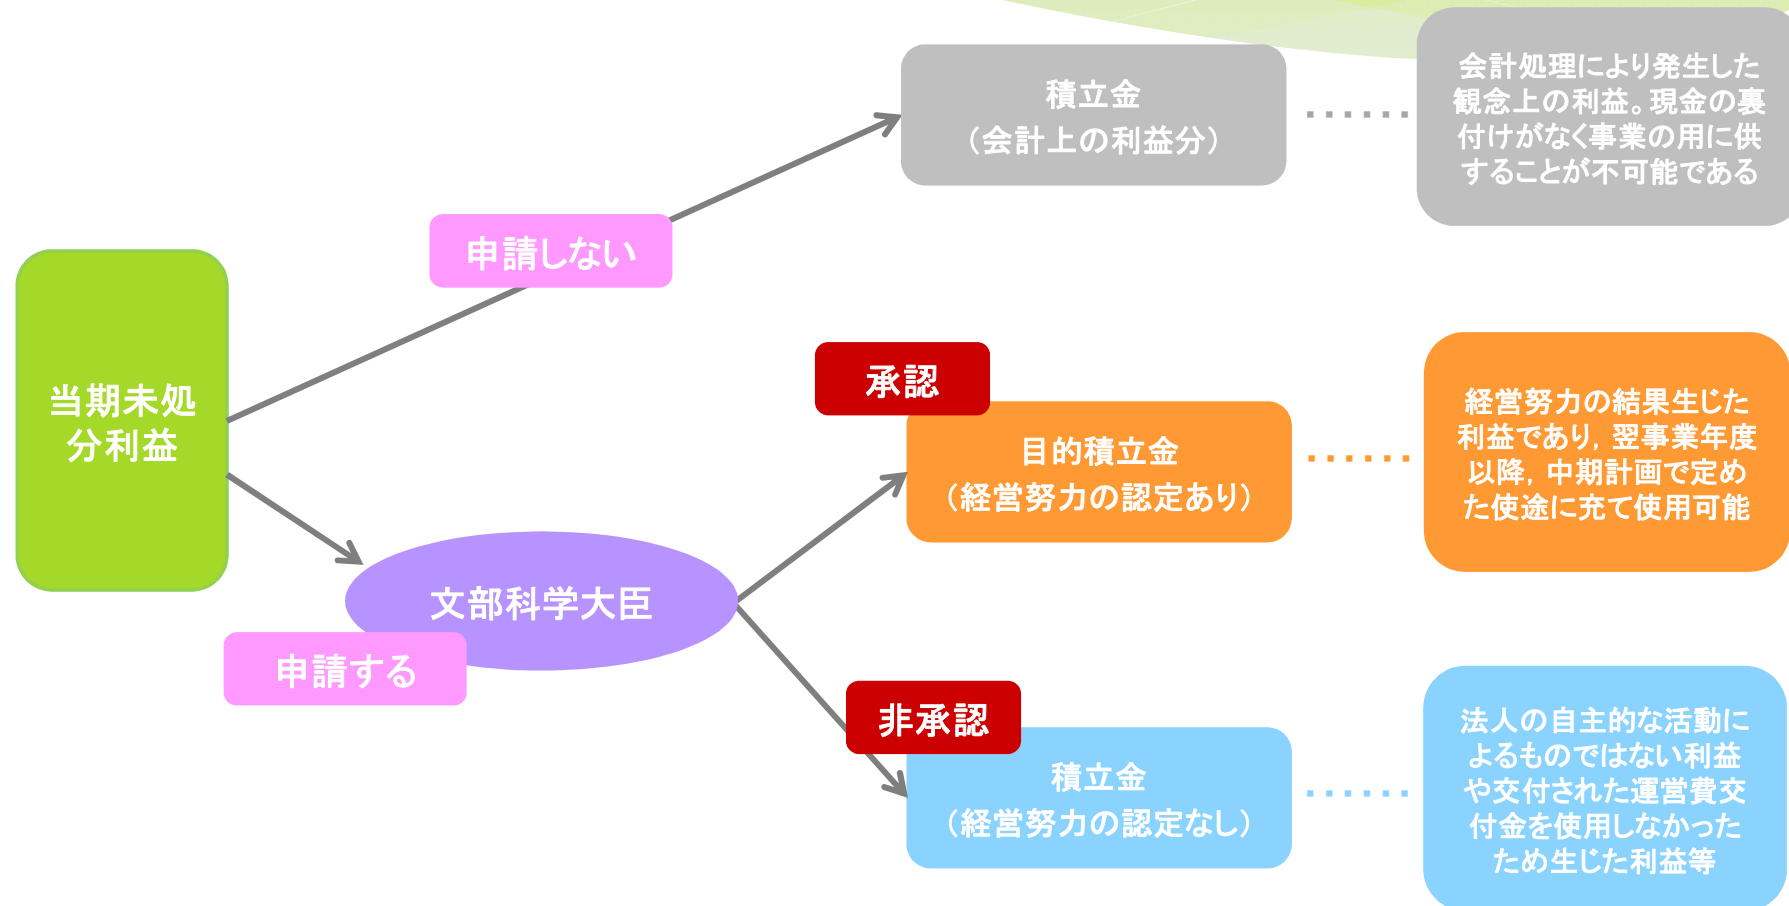 当期未処
分利益
申請しない
積立金
（会計上の利益分）
会計処理により発生した
観念上の利益。現金の裏
付けがなく事業の用に供
することが不可能である
申請する
文部科学大臣
承認
目的積立金
（経営努力の認定あり）
経営努力の結果生じた
利益であり，翌事業年度
以降，中期計画で定め
た使途に充て使用可能
非承認
積立金
（経営努力の認定なし）
法人の自主的な活動に
よるものではない利益
や交付された運営費交
付金を使用しなかった
ため生じた利益等